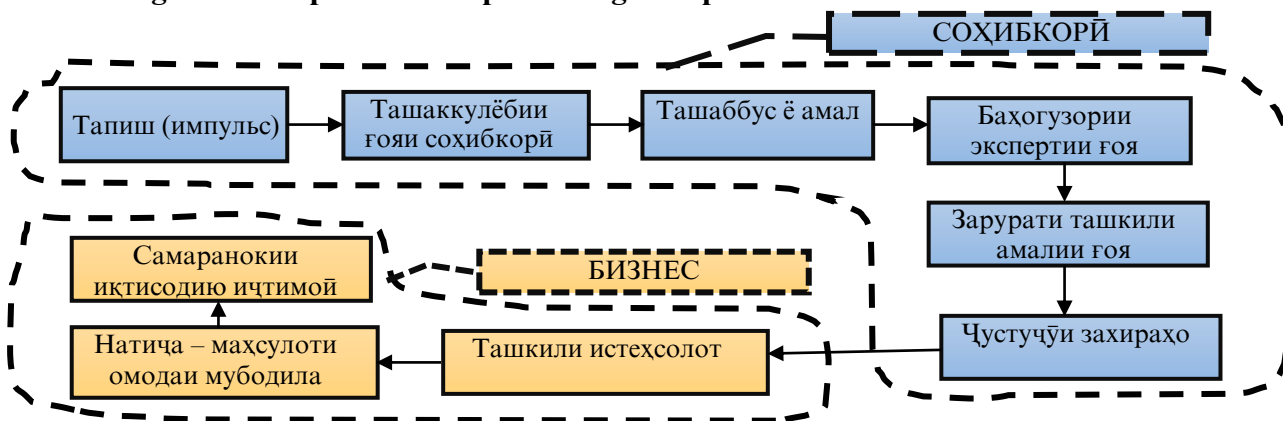 СОҲИБКОРӢ
Тапиш (импульс)
Ташаккулёбии
ғояи соҳибкорӣ
Ташаббус ё амал
Баҳогузории
экспертии ғоя
Зарурати ташкили
амалии ғоя
Ҷустуҷӯи захираҳо
Самаранокии
иқтисодию иҷтимоӣ
БИЗНЕС
Натиҷа – маҳсулоти
омодаи мубодила
Ташкили истеҳсолот